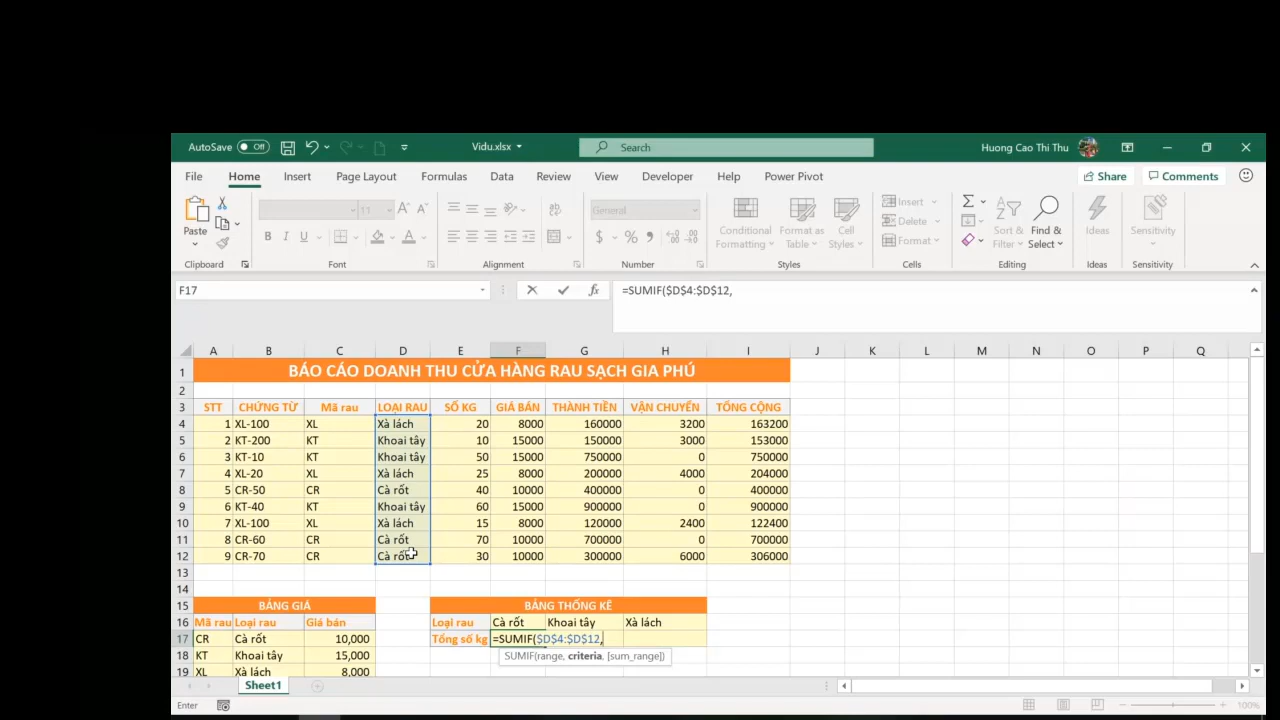 AutoSave Off Vidu.xlsx Search Huong Cao Thi Thu
File Home Insert Page Layout Formulas Data Review View Developer Help Power Pivot Share Comments
Paste 11 General Conditional Formatting Format as Table Cell Styles Insert Delete Format Sort & Filter Find & Select Ideas Sensitivity
Clipboard Font Alignment Number Styles Cells Editing Ideas Sensitivity
F17 fx =SUMIF($D$4:$D$12,
A B C D E F G H I J K L M N O P Q
1 BÁO CÁO DOANH THU CỬA HÀNG RAU SẠCH GIA PHÚ
2
3 STT CHỨNG TỪ Mã rau LOẠI RAU SỐ KG GIÁ BÁN THÀNH TIỀN VẬN CHUYỂN TỔNG CỘNG
4 1 XL-100 XL Xà lách 20 8000 160000 3200 163200
5 2 KT-200 KT Khoai tây 10 15000 150000 3000 153000
6 3 KT-10 KT Khoai tây 50 15000 750000 0 750000
7 4 XL-20 XL Xà lách 25 8000 200000 4000 204000
8 5 CR-50 CR Cà rốt 40 10000 400000 0 400000
9 6 KT-40 KT Khoai tây 60 15000 900000 0 900000
10 7 XL-100 XL Xà lách 15 8000 120000 2400 122400
11 8 CR-60 CR Cà rốt 70 10000 700000 0 700000
12 9 CR-70 CR Cà rốt 30 10000 300000 6000 306000
13
14
15 BẢNG GIÁ BẢNG THỐNG KÊ
16 Mã rau Loại rau Giá bán Loại rau Cà rốt Khoai tây Xà lách
17 CR Cà rốt 10,000 Tổng số kg =SUMIF($D$4:$D$12,
18 KT Khoai tây 15,000 SUMIF(range, criteria, [sum_range])
19 XL Xà lách 8,000
Sheet1
Enter 100%